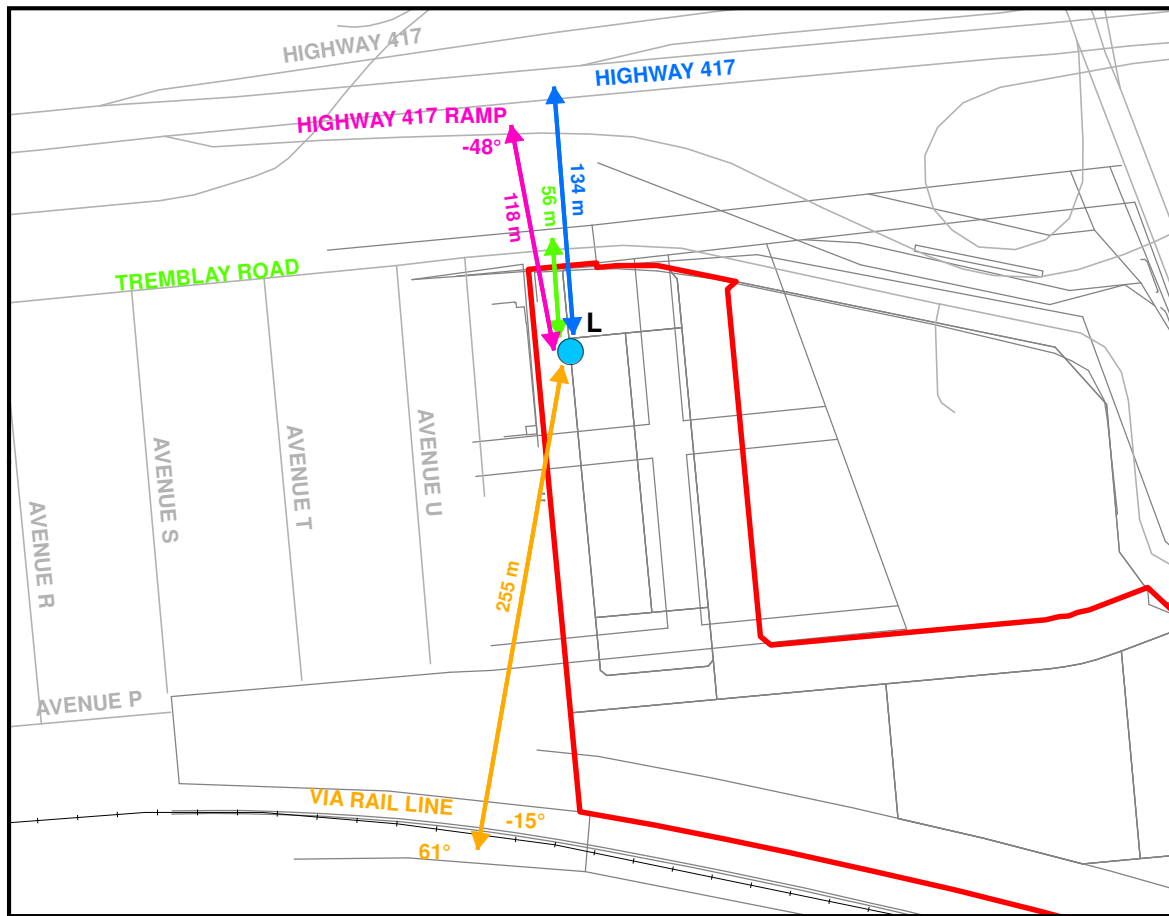 HIGHWAY 417
HIGHWAY 417
HIGHWAY 417 RAMP
-48°
134 m
56 m
118 m
TREMBLAY ROAD
L
AVENUE U
AVENUE T
AVENUE S
AVENUE R
255 m
AVENUE P
VIA RAIL LINE
-15°
61°